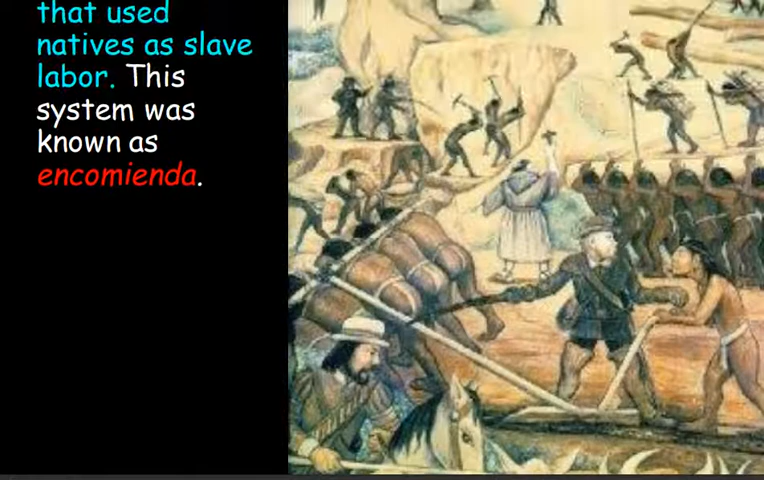 that used
natives as slave
labor. This
system was
known as
encomienda.